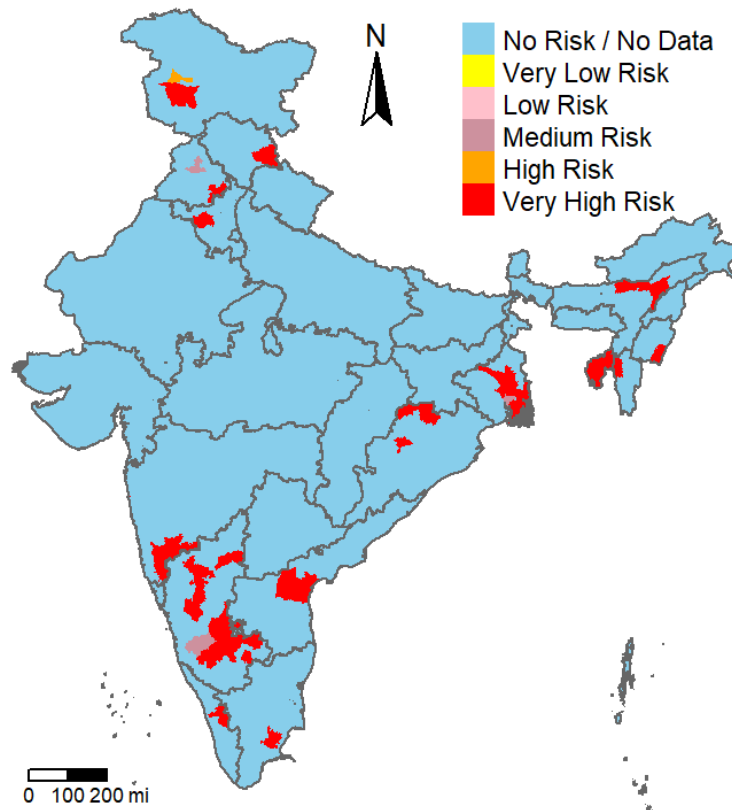 N
No Risk / No Data
Very Low Risk
Low Risk
Medium Risk
High Risk
Very High Risk
0 100 200 mi